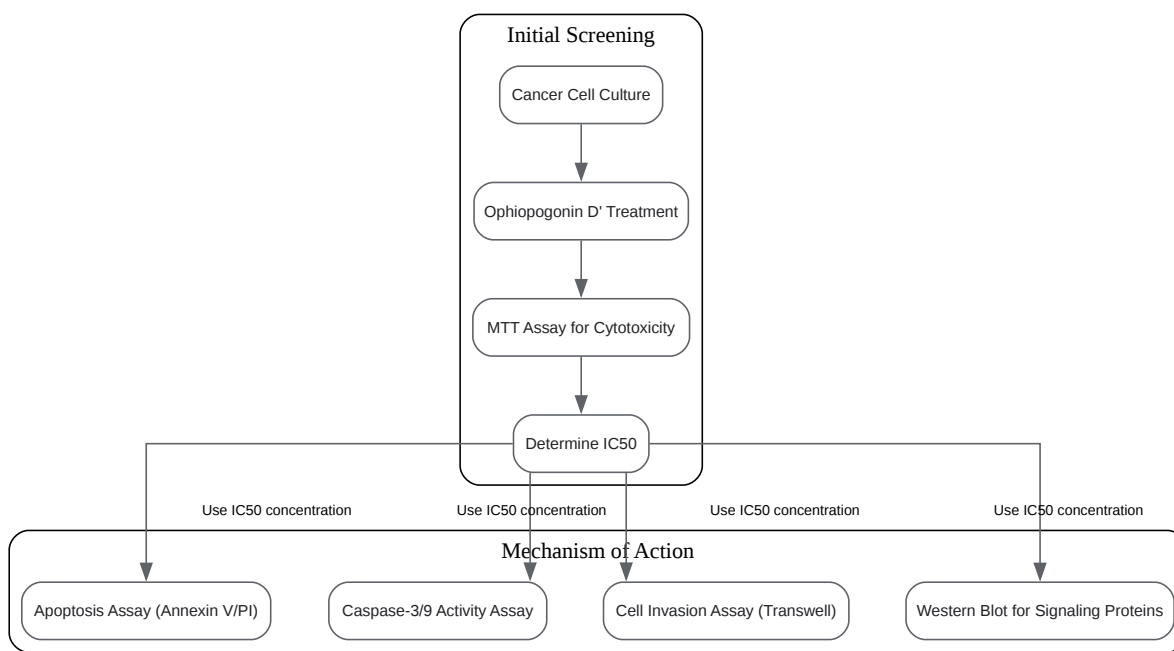 Initial Screening
Cancer Cell Culture
Ophiopogonin D' Treatment
MTT Assay for Cytotoxicity
Determine IC50
Use IC50 concentration
Use IC50 concentration
Use IC50 concentration
Use IC50 concentration
Mechanism of Action
Apoptosis Assay (Annexin V/PI)
Caspase-3/9 Activity Assay
Cell Invasion Assay (Transwell)
Western Blot for Signaling Proteins